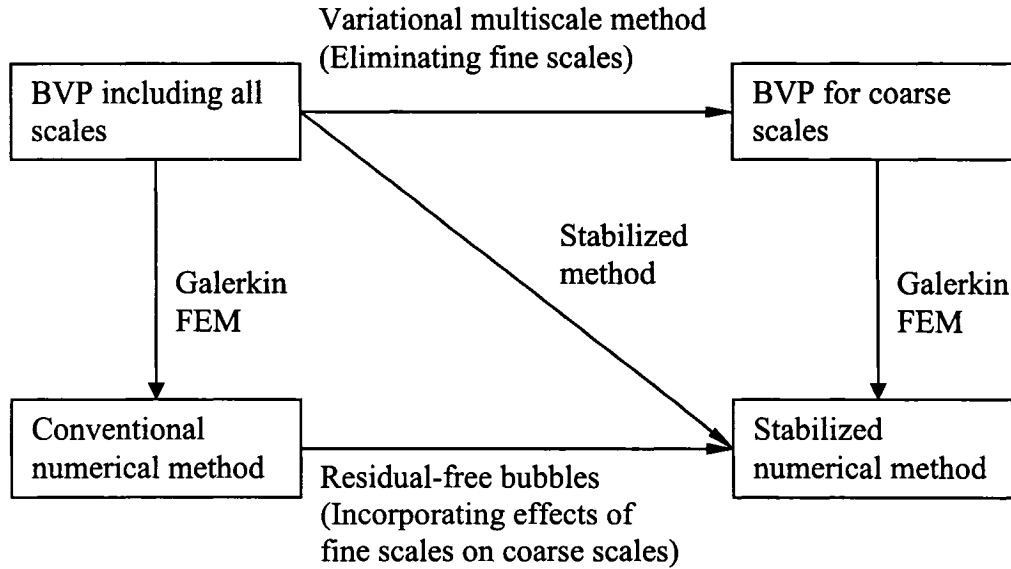 Variational multiscale method
(Eliminating fine scales)
BVP including all
scales
BVP for coarse
scales
Stabilized
method
Galerkin
FEM
Galerkin
FEM
Conventional
numerical method
Stabilized
numerical method
Residual-free bubbles
(Incorporating effects of
fine scales on coarse scales)